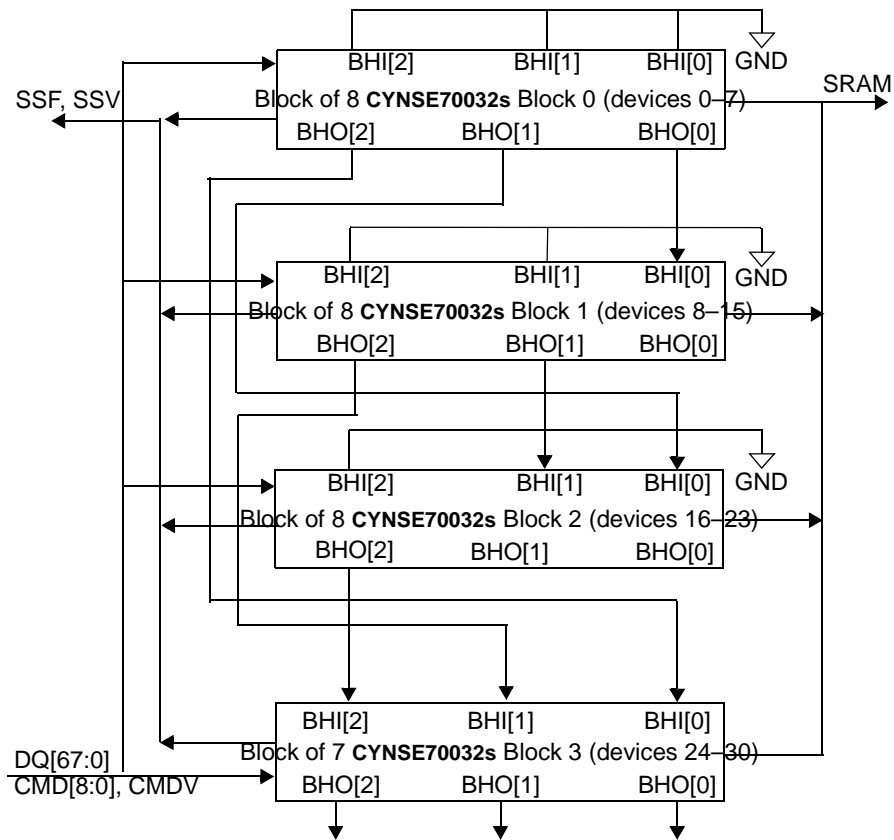 BHI[2] BHI[1] BHI[0] GND
SSF, SSV
Block of 8 CYNSE70032s Block 0 (devices 0–7)
SRAM
BHO[2] BHO[1] BHO[0]
BHI[2] BHI[1] BHI[0] GND
Block of 8 CYNSE70032s Block 1 (devices 8–15)
BHO[2] BHO[1] BHO[0]
BHI[2] BHI[1] BHI[0] GND
Block of 8 CYNSE70032s Block 2 (devices 16–23)
BHO[2] BHO[1] BHO[0]
BHI[2] BHI[1] BHI[0]
Block of 7 CYNSE70032s Block 3 (devices 24–30)
DQ[67:0]
CMD[8:0], CMDV
BHO[2] BHO[1] BHO[0]